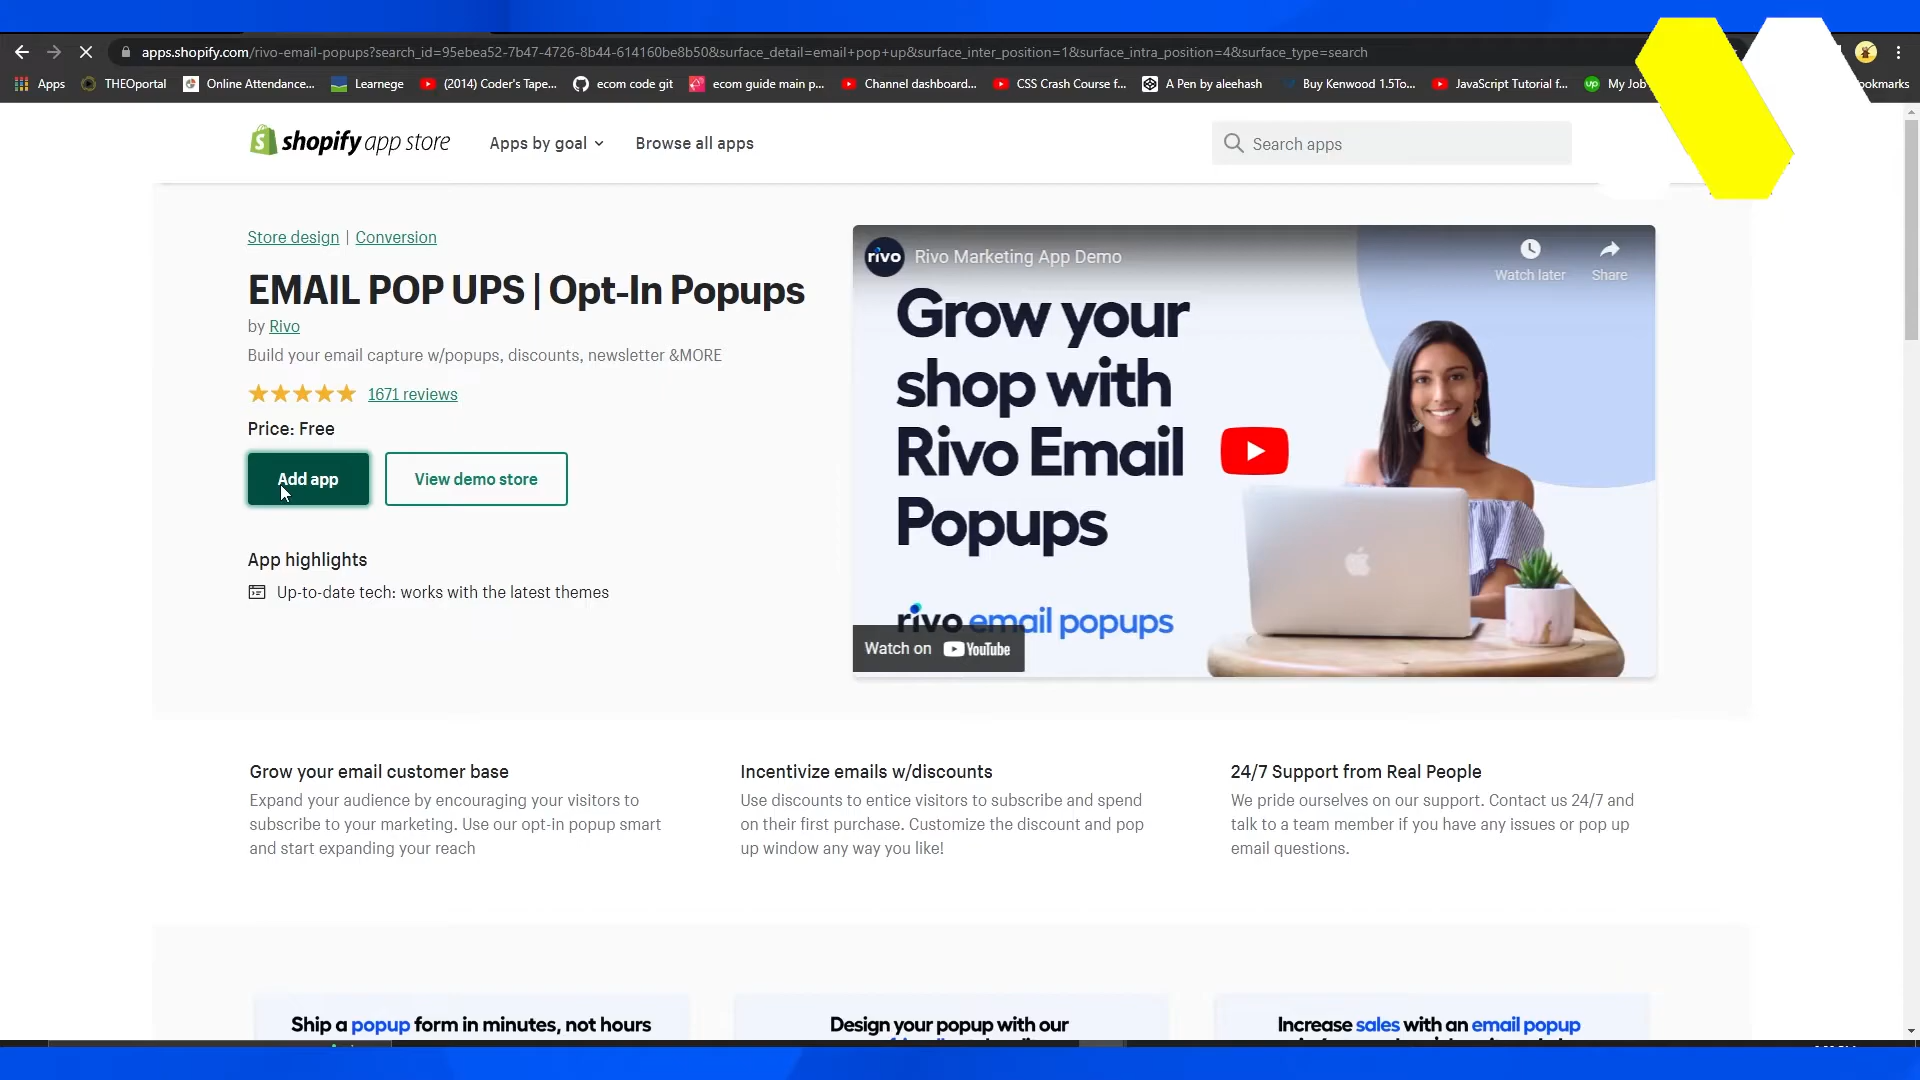 apps.shopify.com/rivo-email-popups?search_id=95ebea52-7b47-4726-8b44-614160be8b50&surface_detail=email+pop+up&surface_inter_position=1&surface_intra_position=4&surface_type=search
Apps THEOportal Online Attendance... Learnege (2014) Coder's Tape... ecom code git ecom guide main p... Channel dashboard... CSS Crash Course f... A Pen by aleehash Buy Kenwood 1.5To... JavaScript Tutorial f... My Job ookmarks
shopify app store Apps by goal Browse all apps Search apps
Store design | Conversion
EMAIL POP UPS | Opt-In Popups
by Rivo
Build your email capture w/popups, discounts, newsletter &MORE
1671 reviews
Price: Free
Add app View demo store
App highlights
Up-to-date tech: works with the latest themes
rivo Rivo Marketing App Demo
Watch later Share
Grow your
shop with
Rivo Email
Popups
rivo email popups
Watch on YouTube
Grow your email customer base
Expand your audience by encouraging your visitors to
subscribe to your marketing. Use our opt-in popup smart
and start expanding your reach
Incentivize emails w/discounts
Use discounts to entice visitors to subscribe and spend
on their first purchase. Customize the discount and pop
up window any way you like!
24/7 Support from Real People
We pride ourselves on our support. Contact us 24/7 and
talk to a team member if you have any issues or pop up
email questions.
Ship a popup form in minutes, not hours
Design your popup with our
Increase sales with an email popup